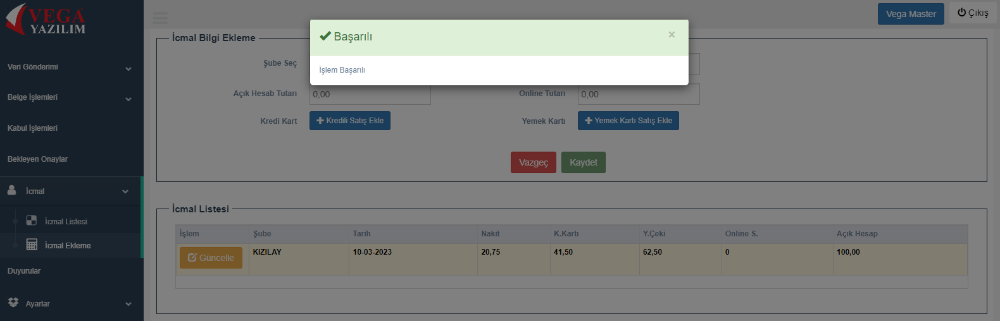 VEGA
YAZILIM
Vega Master
Çıkış
Başarılı
×
İşlem Başarılı
Veri Gönderimi
Belge İşlemleri
Kabul İşlemleri
Bekleyen Onaylar
İcmal
İcmal Listesi
İcmal Ekleme
Duyurular
Ayarlar
İcmal Bilgi Ekleme
Şube Seç
Açık Hesab Tutarı 0,00 Online Tutarı 0,00
Kredi Kart Kredili Satış Ekle Yemek Kartı Yemek Kartı Satış Ekle
Vazgeç Kaydet
İcmal Listesi
İşlem Şube Tarih Nakit K.Kartı Y.Çeki Online S. Açık Hesap
Güncelle KIZILAY 10-03-2023 20,75 41,50 62,50 0 100,00